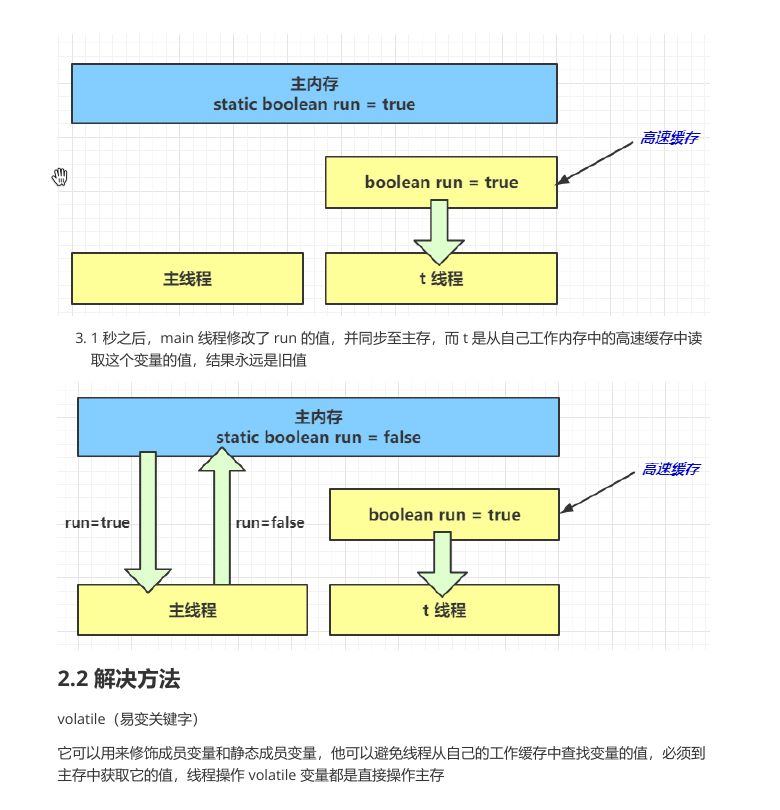 主内存
static boolean run = true
高速缓存
boolean run = true
主线程
t 线程
3. 1 秒之后，main 线程修改了 run 的值，并同步至主存，而 t 是从自己工作内存中的高速缓存中读
取这个变量的值，结果永远是旧值
主内存
static boolean run = false
高速缓存
boolean run = true
run=true
run=false
主线程
t 线程
2.2 解决方法
volatile（易变关键字）
它可以用来修饰成员变量和静态成员变量，他可以避免线程从自己的工作缓存中查找变量的值，必须到
主存中获取它的值，线程操作 volatile 变量都是直接操作主存